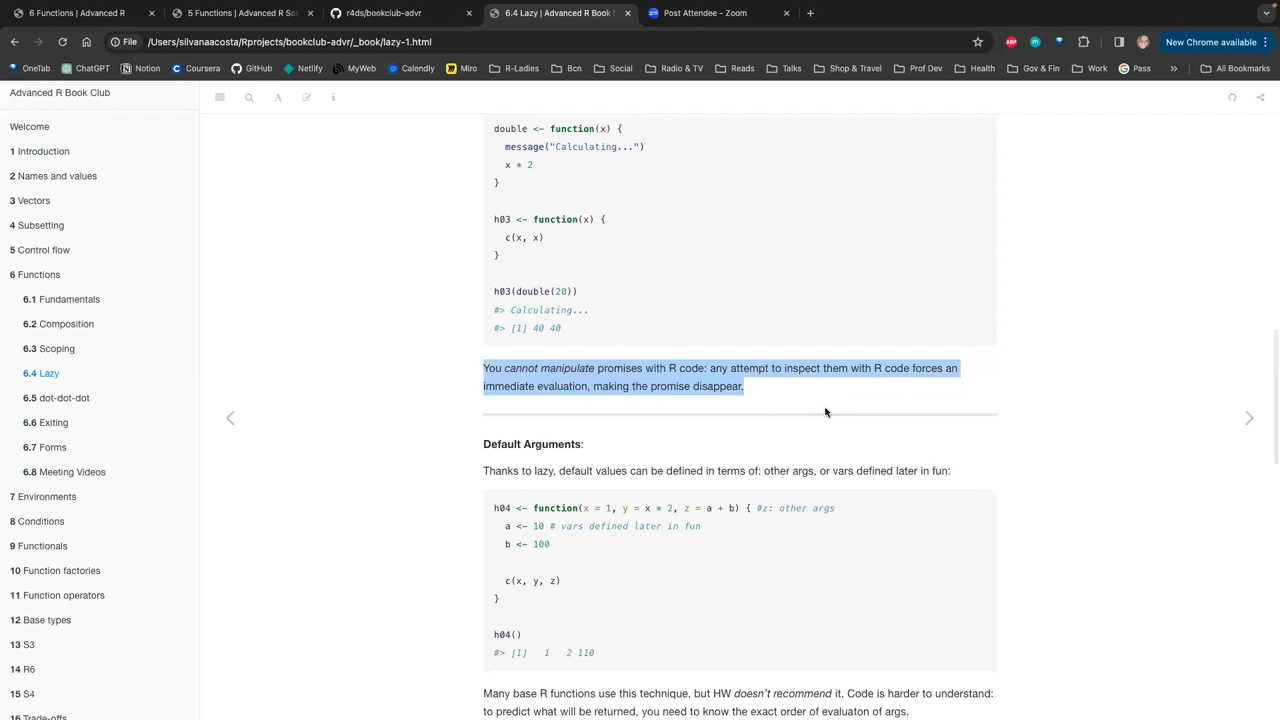 6 Functions | Advanced R
5 Functions | Advanced R Sol
r4ds/bookclub-advr
6.4 Lazy | Advanced R Book
Post Attendee - Zoom
File /Users/silvanaacosta/Rprojects/bookclub-advr/_book/lazy-1.html
New Chrome available
OneTab ChatGPT Notion Coursera GitHub Netlify MyWeb Calendly Miro R-Ladies Bcn Social Radio & TV Reads Talks Shop & Travel Prof Dev Health Gov & Fin Work Pass » All Bookmarks
Advanced R Book Club
Welcome
1 Introduction
2 Names and values
3 Vectors
4 Subsetting
5 Control flow
6 Functions
6.1 Fundamentals
6.2 Composition
6.3 Scoping
6.4 Lazy
6.5 dot-dot-dot
6.6 Exiting
6.7 Forms
6.8 Meeting Videos
7 Environments
8 Conditions
9 Functionals
10 Function factories
11 Function operators
12 Base types
13 S3
14 R6
15 S4
16 Trade-offs
double <- function(x) {
message("Calculating...")
x * 2
}
h03 <- function(x) {
c(x, x)
}
h03(double(20))
#> Calculating...
#> [1] 40 40
You cannot manipulate promises with R code: any attempt to inspect them with R code forces an
immediate evaluation, making the promise disappear.
Default Arguments:
Thanks to lazy, default values can be defined in terms of: other args, or vars defined later in fun:
h04 <- function(x = 1, y = x * 2, z = a + b) { #z: other args
a <- 10 # vars defined later in fun
b <- 100
c(x, y, z)
}
h04()
#> [1]   1   2 110
Many base R functions use this technique, but HW doesn't recommend it. Code is harder to understand:
to predict what will be returned, you need to know the exact order of evaluaton of args.